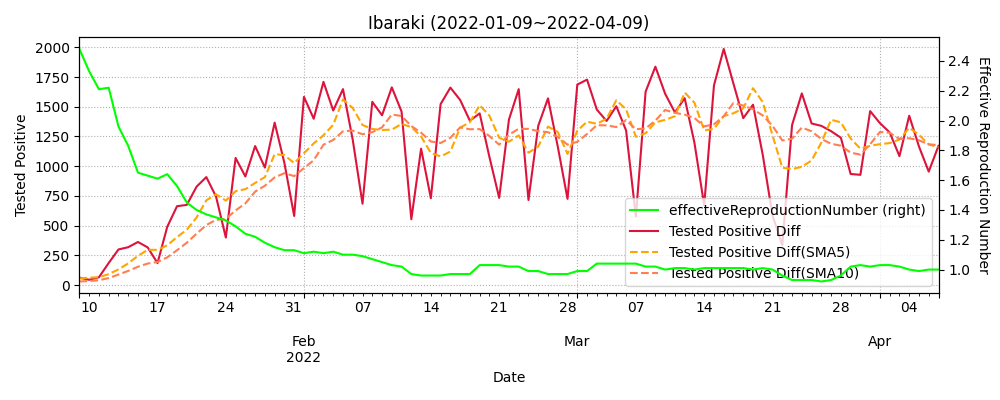 Ibaraki (2022-01-09~2022-04-09)
Tested Positive
2000
1750
1500
1250
1000
750
500
250
0
2.4
2.2
2.0
1.8
1.6
1.4
1.2
1.0
Effective Reproduction Number
effectiveReproductionNumber (right)
Tested Positive Diff
Tested Positive Diff(SMA5)
Tested Positive Diff(SMA10)
10 17 24 31 07 14 21 28 07 14 21 28 04
Feb Mar Apr
2022
Date